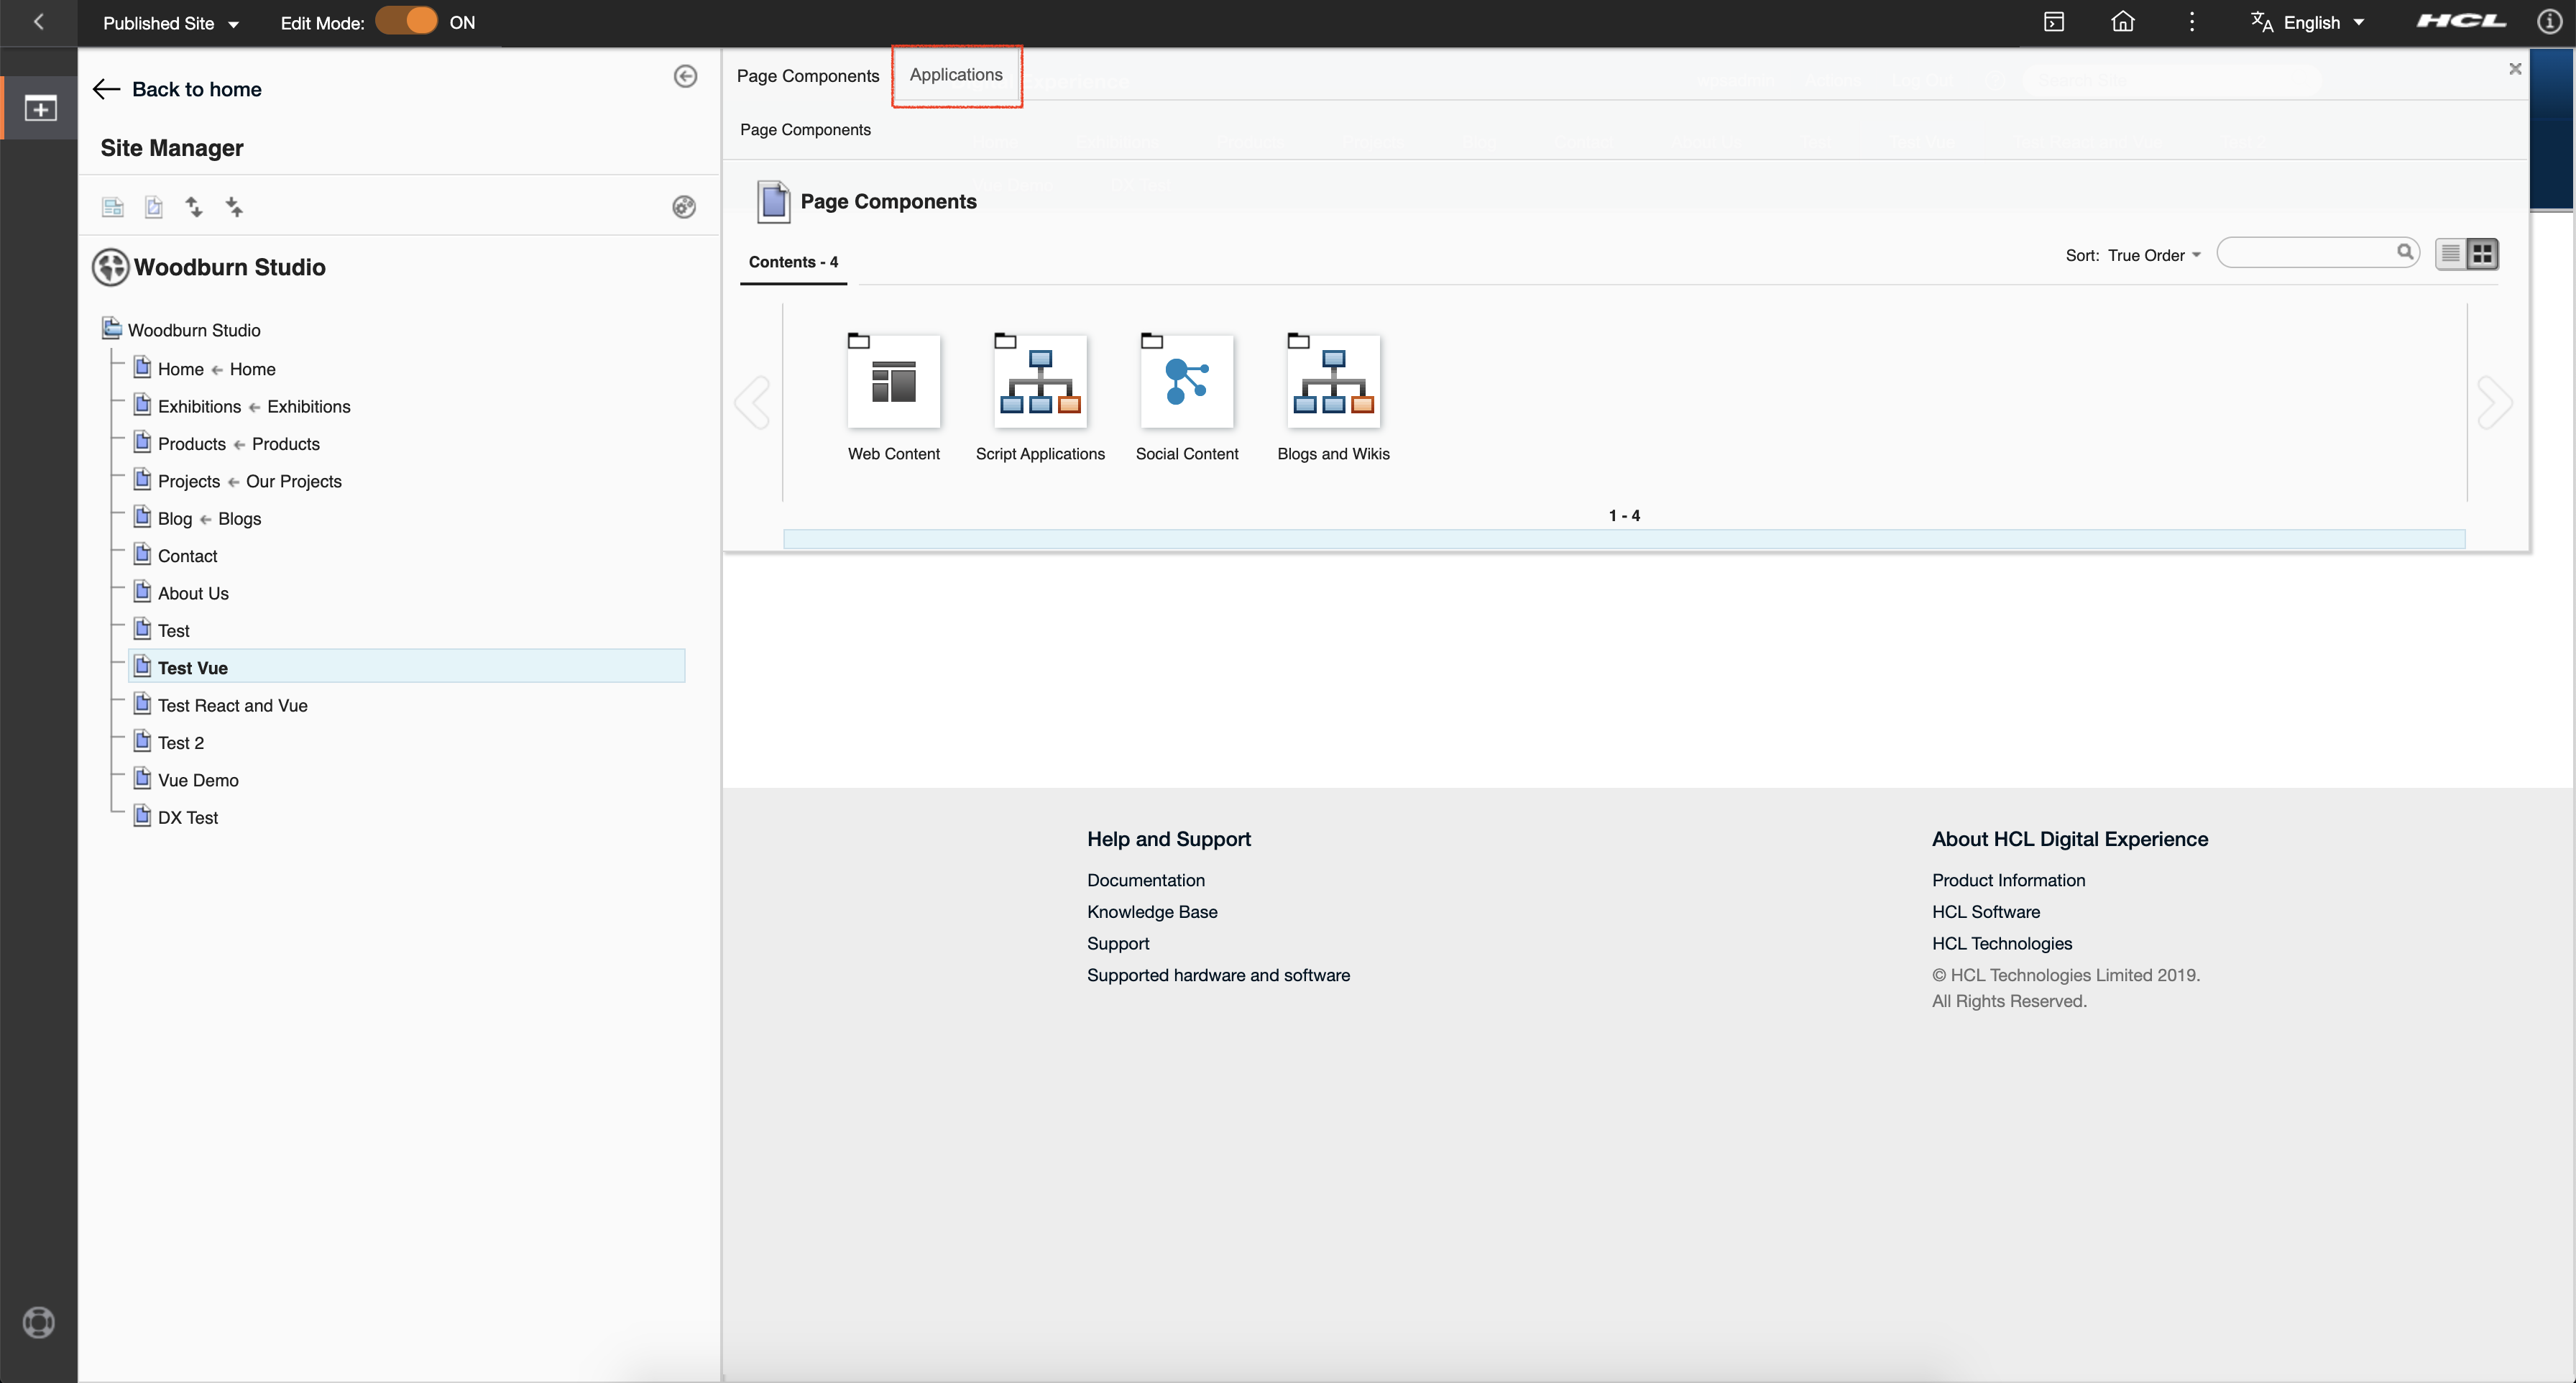 Published Site Edit Mode: ON English HCL
Back to home
Site Manager
Woodburn Studio
Woodburn Studio
Home ← Home
Exhibitions ← Exhibitions
Products ← Products
Projects ← Our Projects
Blog ← Blogs
Contact
About Us
Test
Test Vue
Test React and Vue
Test 2
Vue Demo
DX Test
Page Components Applications
Page Components
Page Components
Contents - 4 Sort: True Order
Web Content Script Applications Social Content Blogs and Wikis
1 - 4
Help and Support
Documentation
Knowledge Base
Support
Supported hardware and software
About HCL Digital Experience
Product Information
HCL Software
HCL Technologies
© HCL Technologies Limited 2019.
All Rights Reserved.